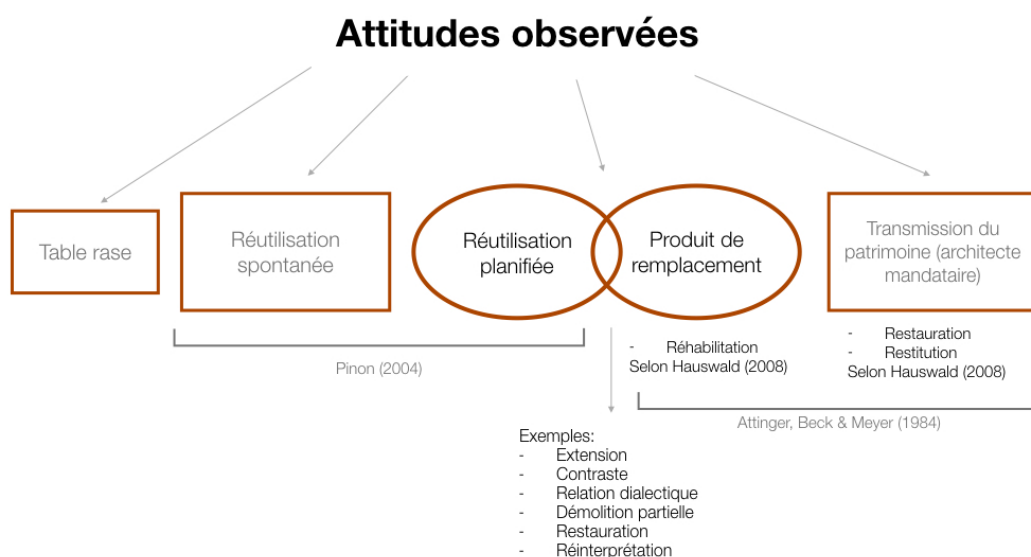 Attitudes observées
Table rase
Réutilisation
spontanée
Réutilisation
planifiée
Produit de
remplacement
Transmission du
patrimoine (architecte
mandataire)
Pinon (2004)
- Réhabilitation
Selon Hauswald (2008)
- Restauration
- Restitution
Selon Hauswald (2008)
Attinger, Beck & Meyer (1984)
Exemples:
- Extension
- Contraste
- Relation dialectique
- Démolition partielle
- Restauration
- Réinterprétation